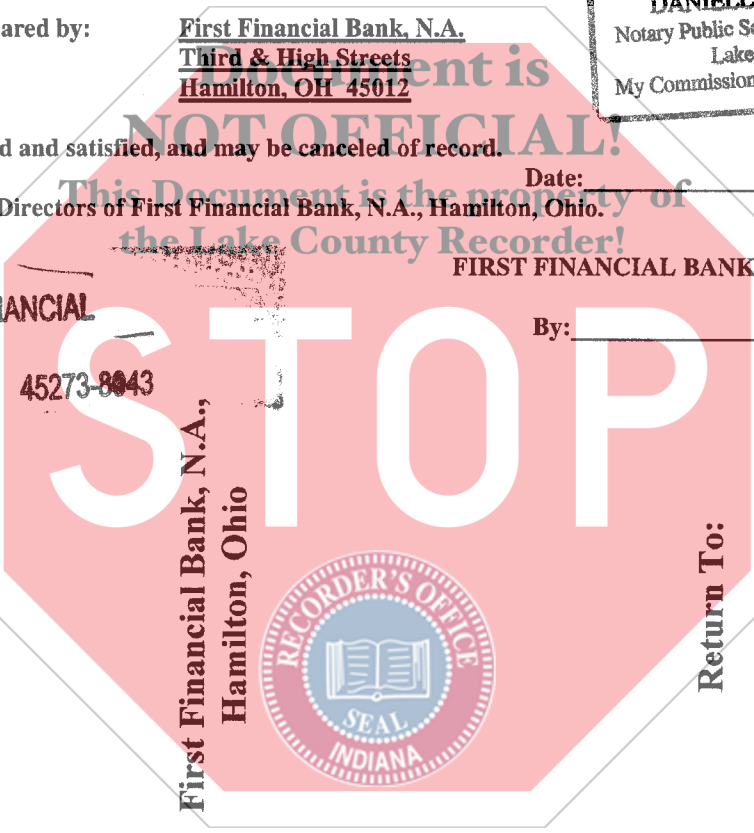 ared by: First Financial Bank, N.A.
Third & High Streets
Hamilton, OH 45012
DANIELL
Notary Public Se
Lake
My Commission
Document is
NOT OFFICIAL!
This Document is the property of
the Lake County Recorder!
d and satisfied, and may be canceled of record.
Date:
Directors of First Financial Bank, N.A., Hamilton, Ohio.
FIRST FINANCIAL BANK
By:
ANCIAL
45273-8043
STOP
First Financial Bank, N.A.,
Hamilton, Ohio
Return To:
RECORDER'S OFFICE
SEAL
INDIANA